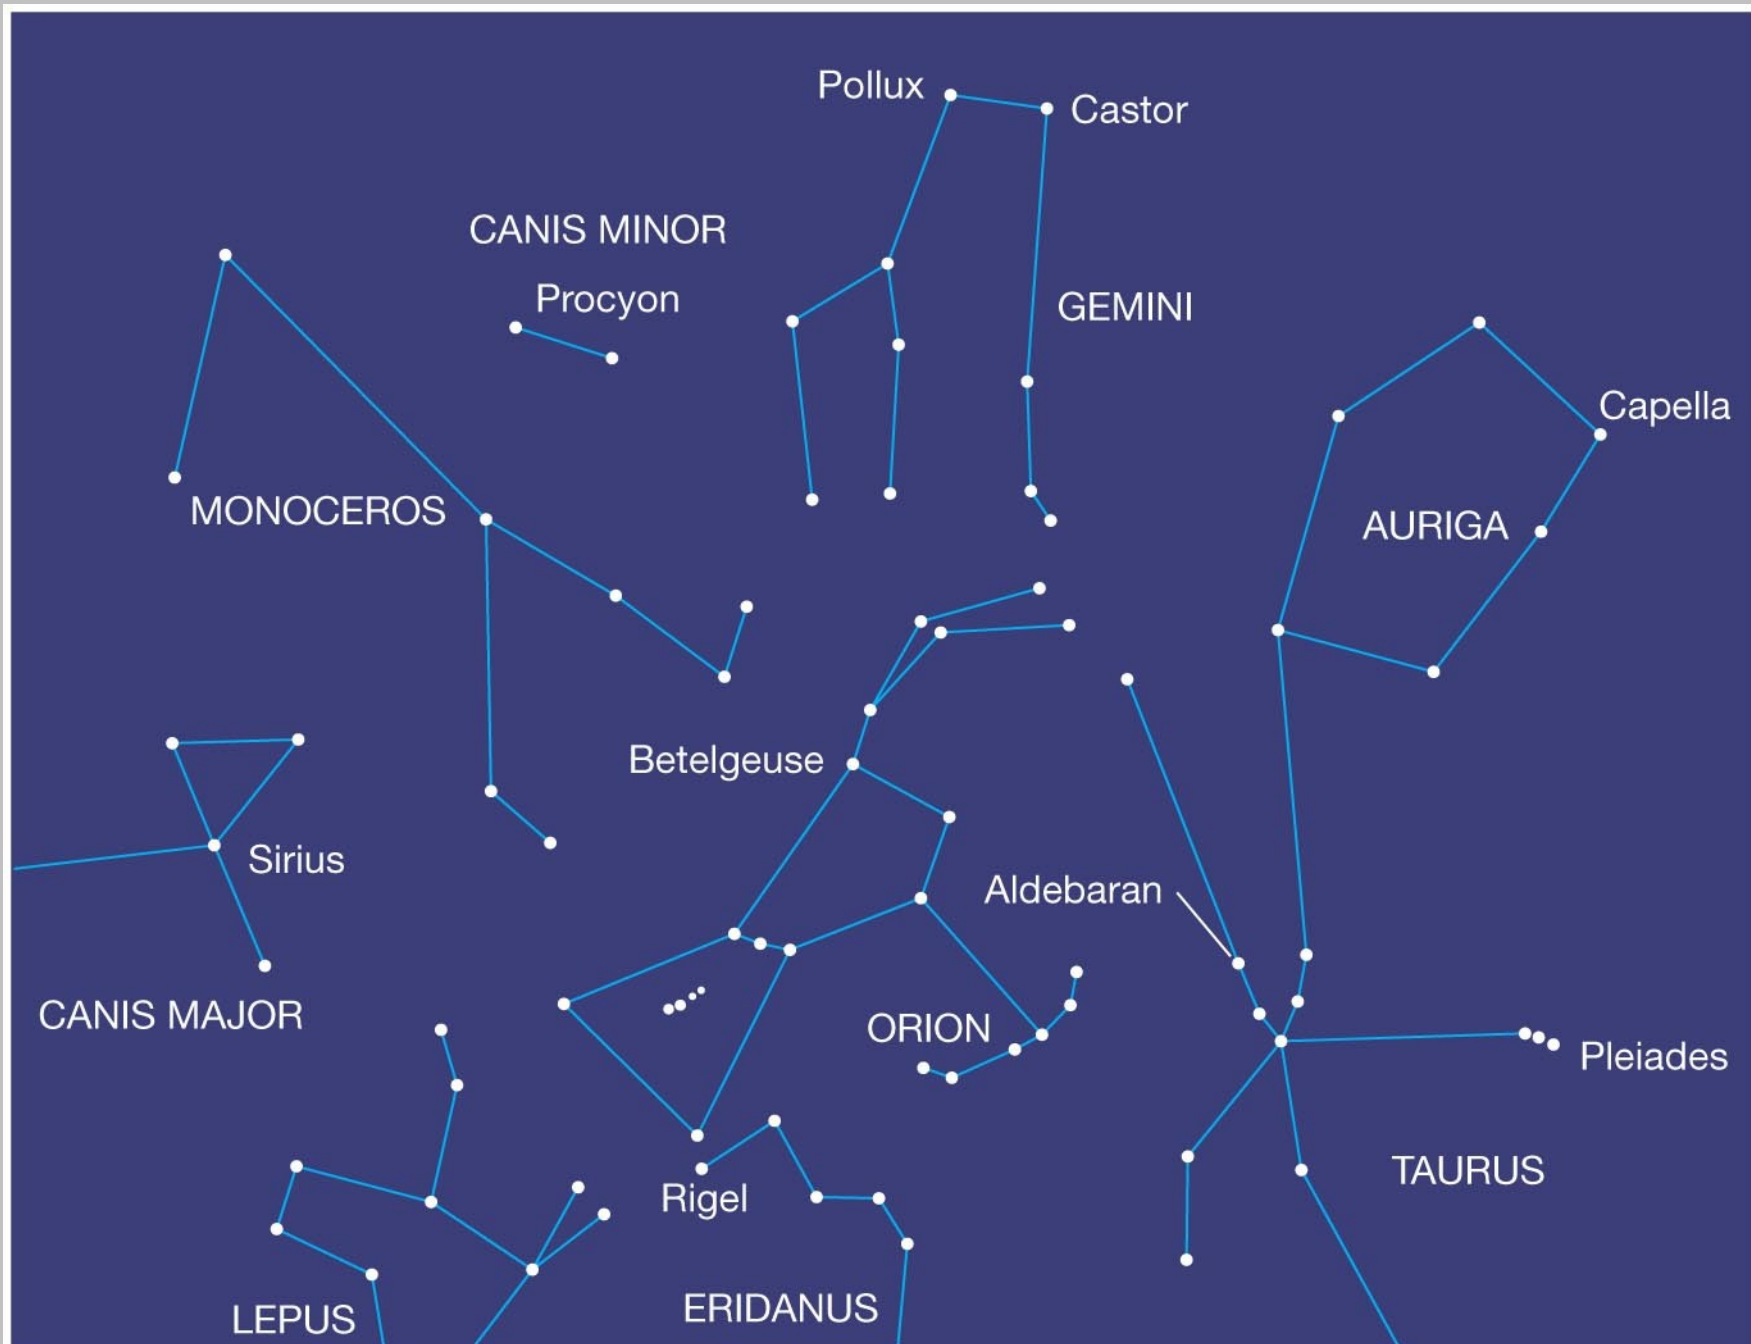 Pollux
Castor
CANIS MINOR
Procyon
GEMINI
Capella
MONOCEROS
AURIGA
Betelgeuse
Sirius
Aldebaran
CANIS MAJOR
ORION
Pleiades
TAURUS
Rigel
ERIDANUS
LEPUS